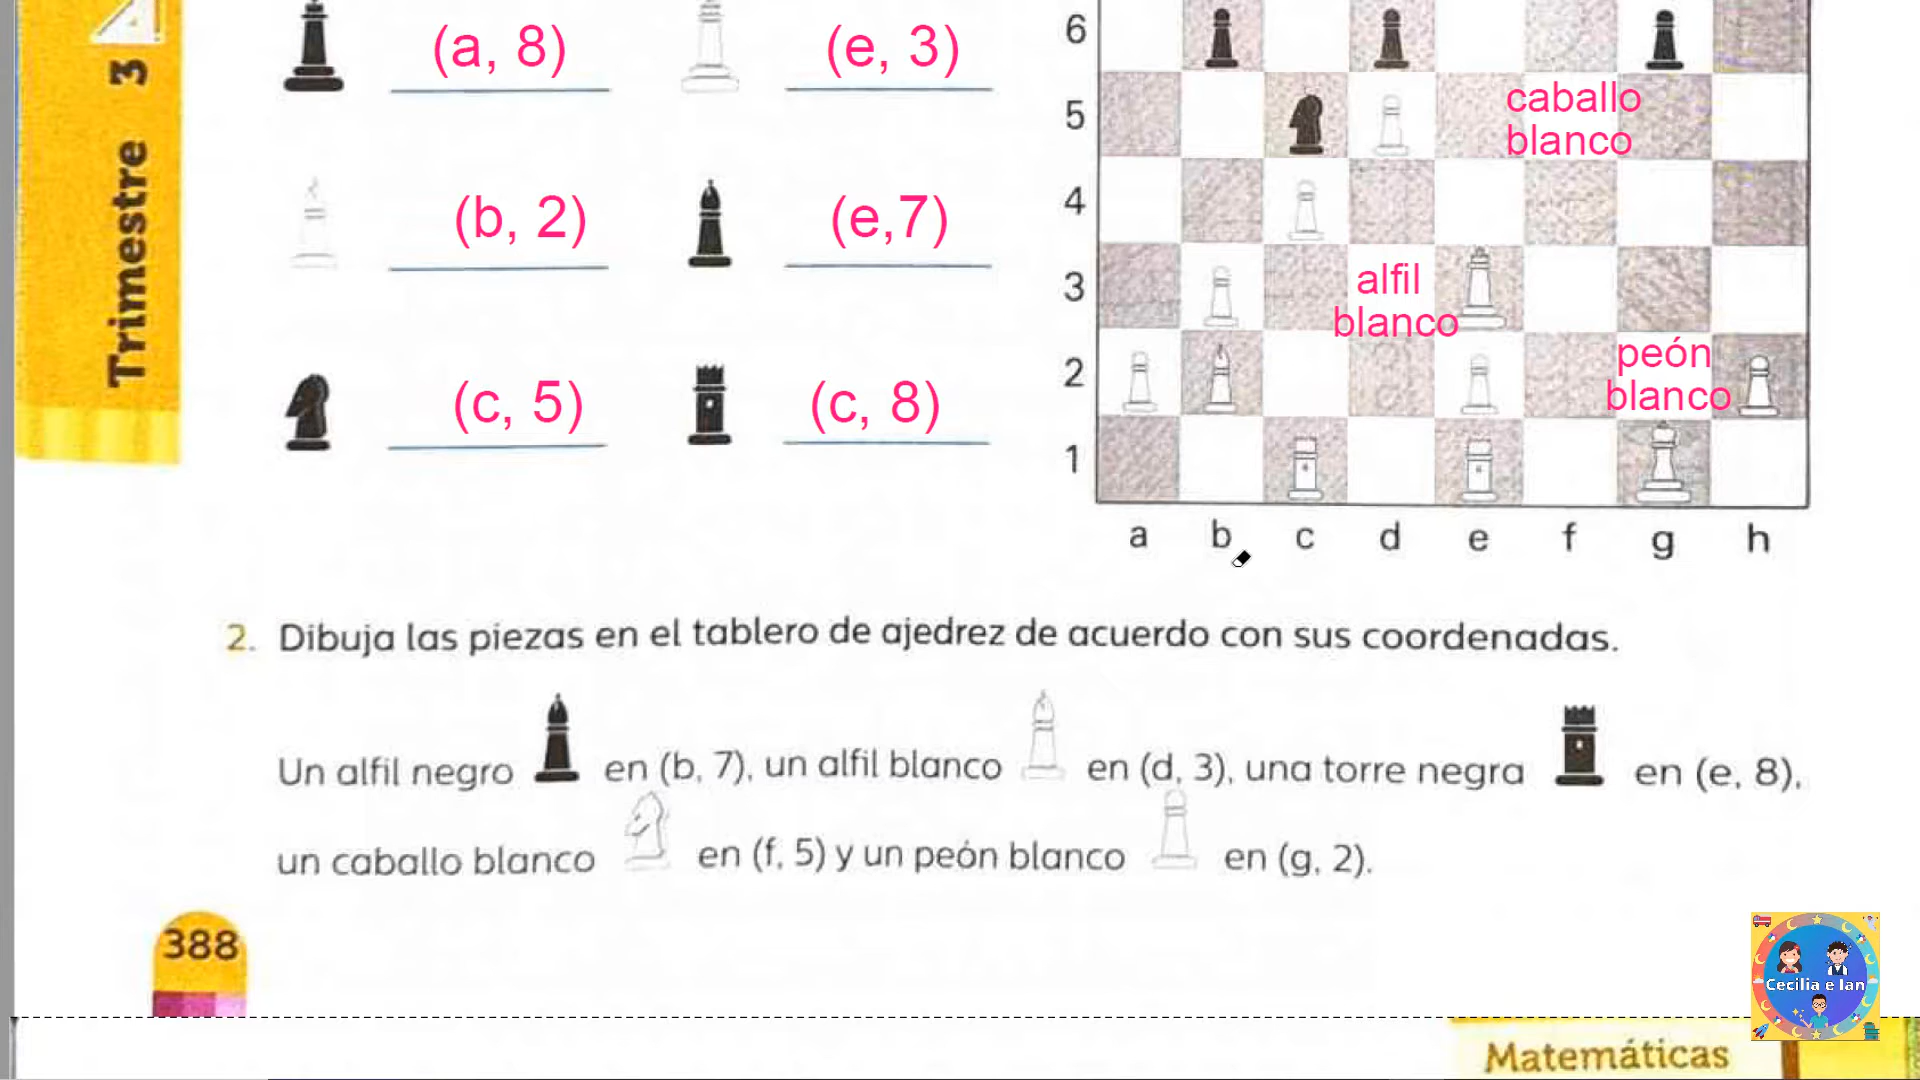 Trimestre 3
(a, 8)
(e, 3)
(b, 2)
(e,7)
(c, 5)
(c, 8)
6
5
4
3
2
1
caballo
blanco
alfil
blanco
peón
blanco
a b c d e f g h
2. Dibuja las piezas en el tablero de ajedrez de acuerdo con sus coordenadas.
Un alfil negro en (b, 7), un alfil blanco en (d, 3), una torre negra en (e, 8),
un caballo blanco en (f, 5) y un peón blanco en (g, 2).
388
Cecilia e Ian
Matemáticas